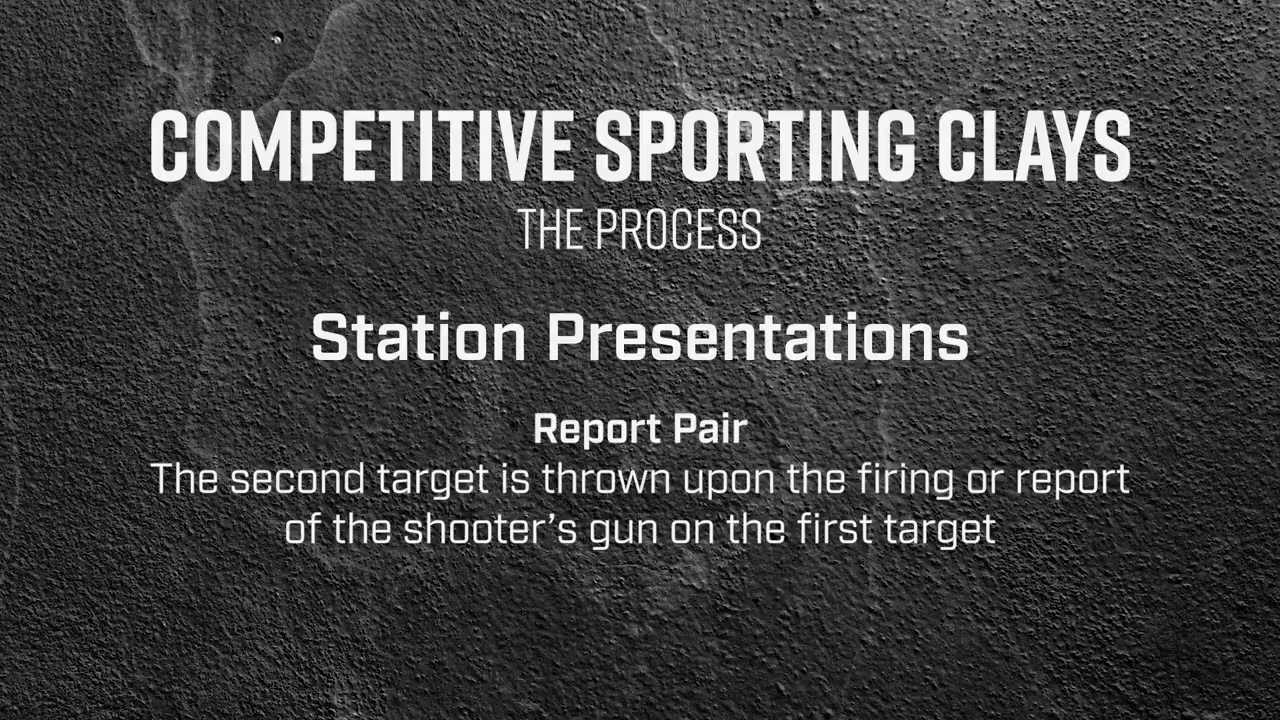 COMPETITIVE SPORTING CLAYS
THE PROCESS
Station Presentations
Report Pair
The second target is thrown upon the firing or report
of the shooter’s gun on the first target